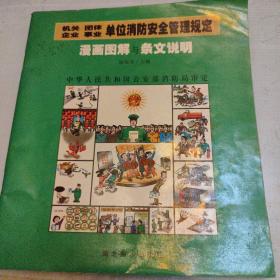 机关 团体
企业 事业 单位消防安全管理规定
漫画图解与条文说明
中华人民共和国公安部消防局审定